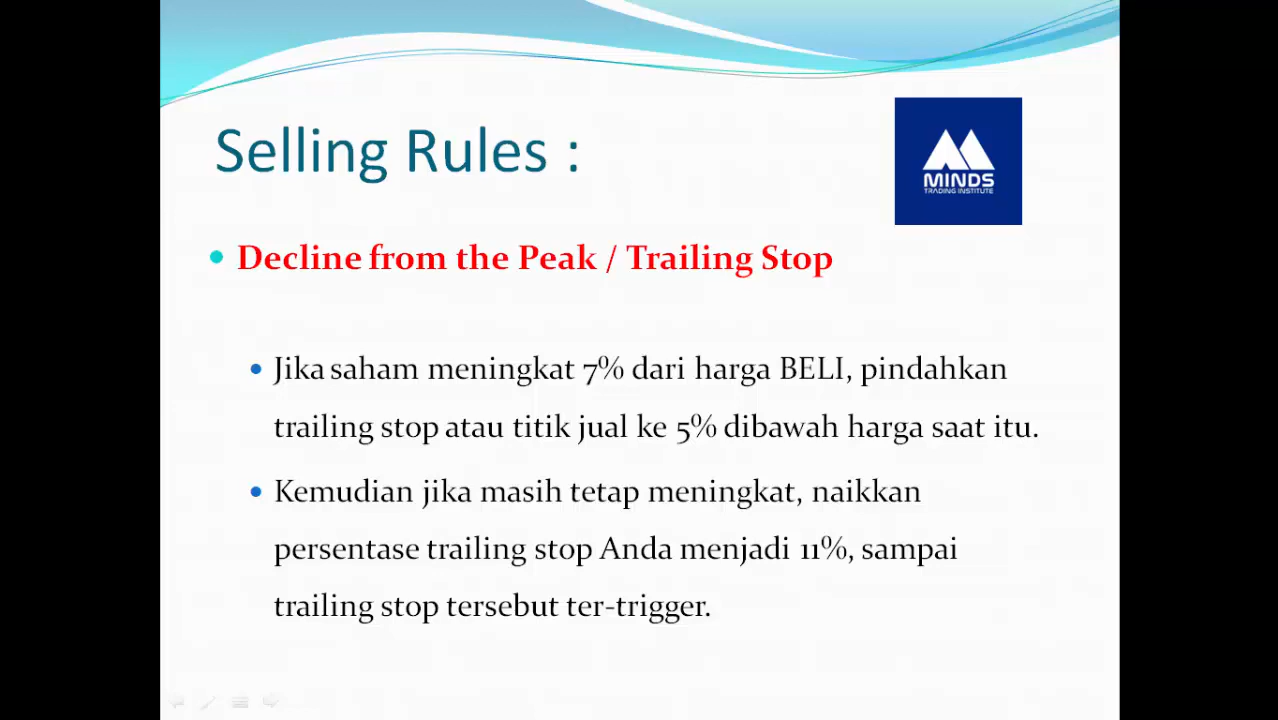 Selling Rules :
MINDS
TRADING INSTITUTE
Decline from the Peak / Trailing Stop
Jika saham meningkat 7% dari harga BELI, pindahkan
trailing stop atau titik jual ke 5% dibawah harga saat itu.
Kemudian jika masih tetap meningkat, naikkan
persentase trailing stop Anda menjadi 11%, sampai
trailing stop tersebut ter-trigger.